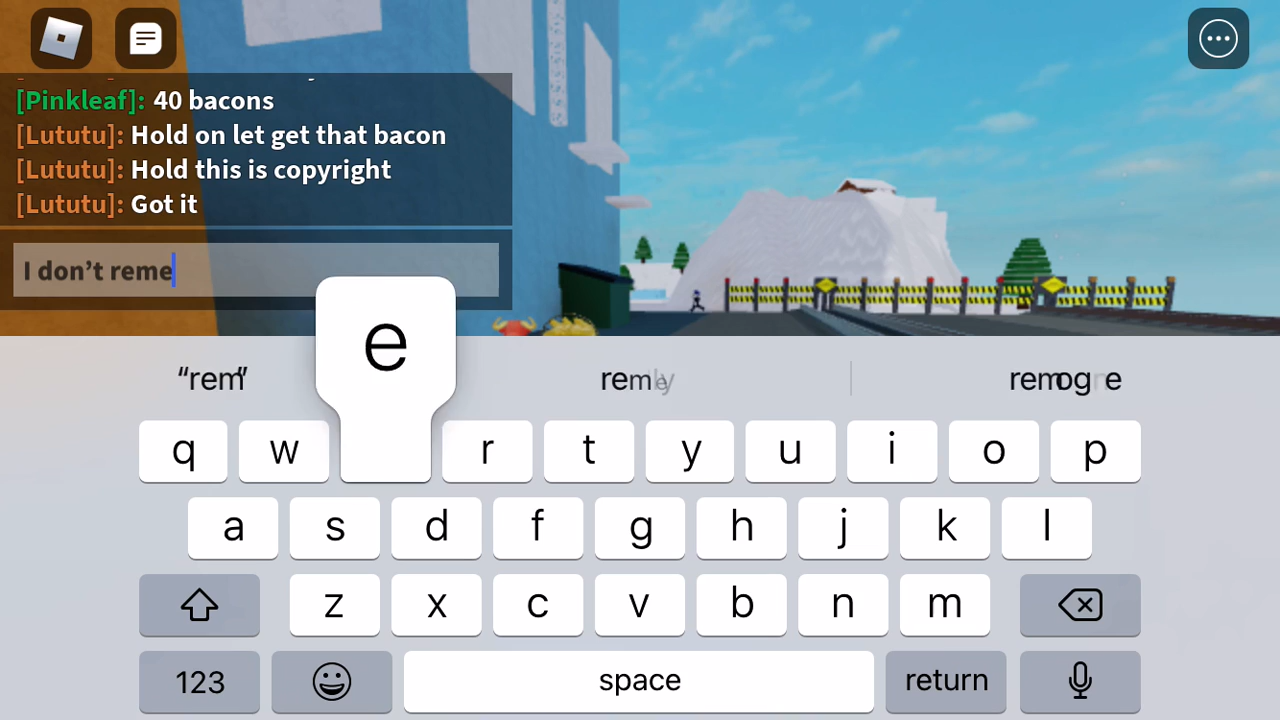 [Pinkleaf]: 40 bacons
[Lututu]: Hold on let get that bacon
[Lututu]: Hold this is copyright
[Lututu]: Got it
I don’t reme
e
“rem”
q w r t y u i o p
a s d f g h j k l
z x c v b n m
123 space return